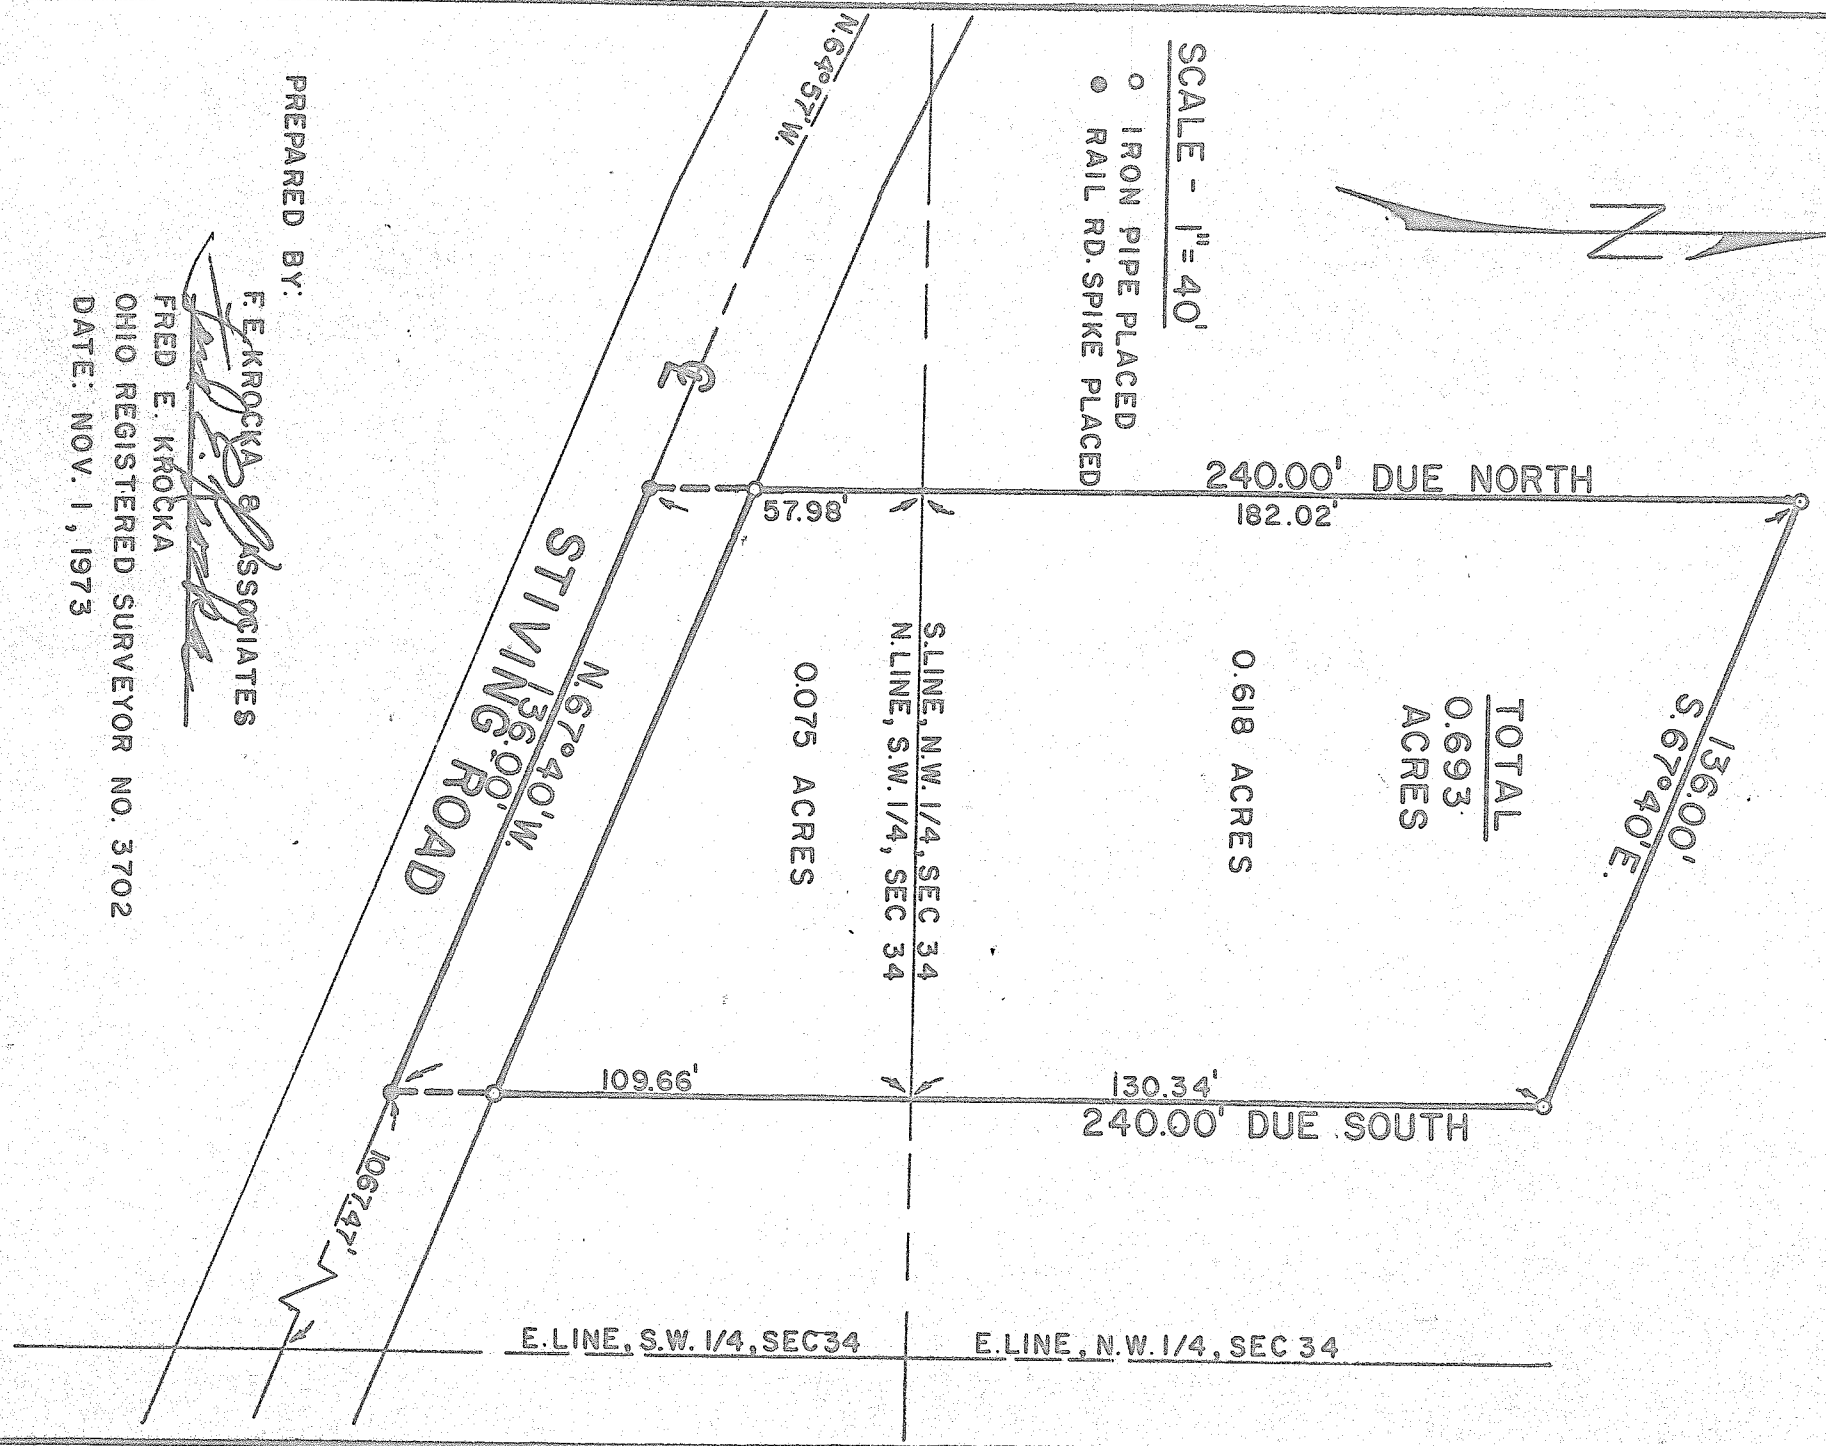 N
SCALE - 1"= 40'
○ IRON PIPE PLACED
● RAIL RD. SPIKE PLACED
N.64°57'W.
240.00' DUE NORTH
182.02'
57.98'
136.00'
S.67°40'E.
TOTAL
0.693
ACRES
0.618 ACRES
S.LINE, N.W. 1/4, SEC 34
N.LINE, S.W. 1/4, SEC 34
0.075 ACRES
N.67°40'W.
136.00'
STIVING ROAD
130.34'
240.00' DUE SOUTH
109.66'
1067.47'
E.LINE, S.W. 1/4, SEC 34
E.LINE, N.W. 1/4, SEC 34
PREPARED BY:
F. E. KROCKA & ASSOCIATES
Fred E. Krocka
FRED E. KROCKA
OHIO REGISTERED SURVEYOR NO. 3702
DATE: NOV. 1, 1973